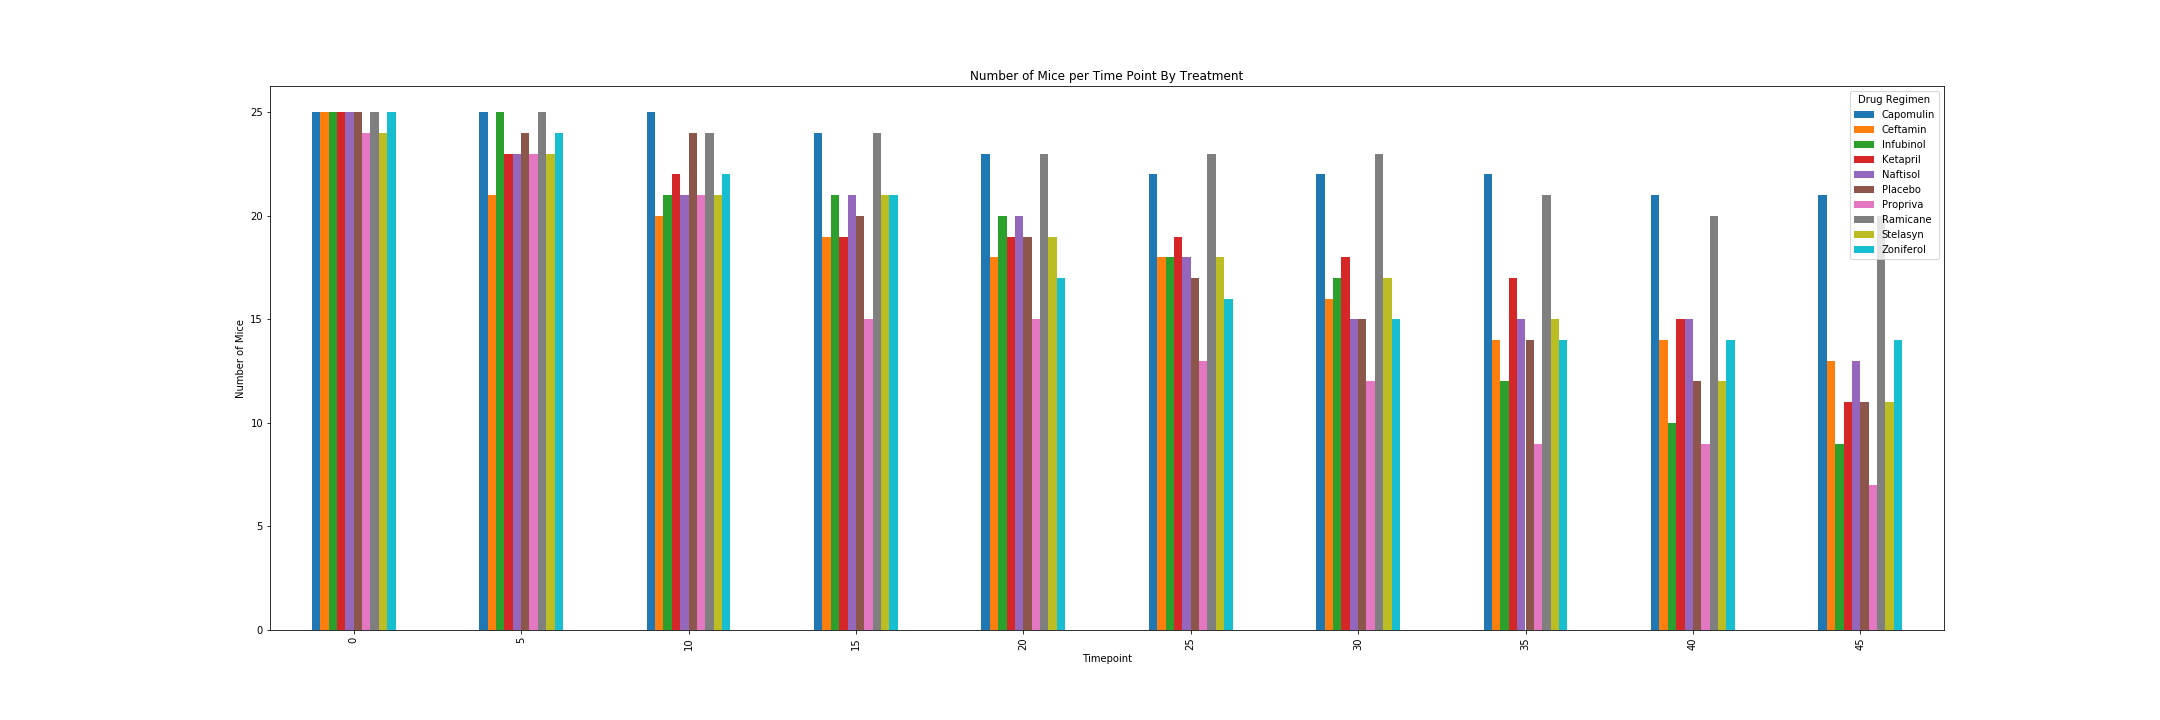 Number of Mice per Time Point By Treatment
Drug Regimen
Capomulin
Ceftamin
Infubinol
Ketapril
Naftisol
Placebo
Propriva
Ramicane
Stelasyn
Zoniferol
Number of Mice
25
20
15
10
5
0
0 5 10 15 20 25 30 35 40 45
Timepoint